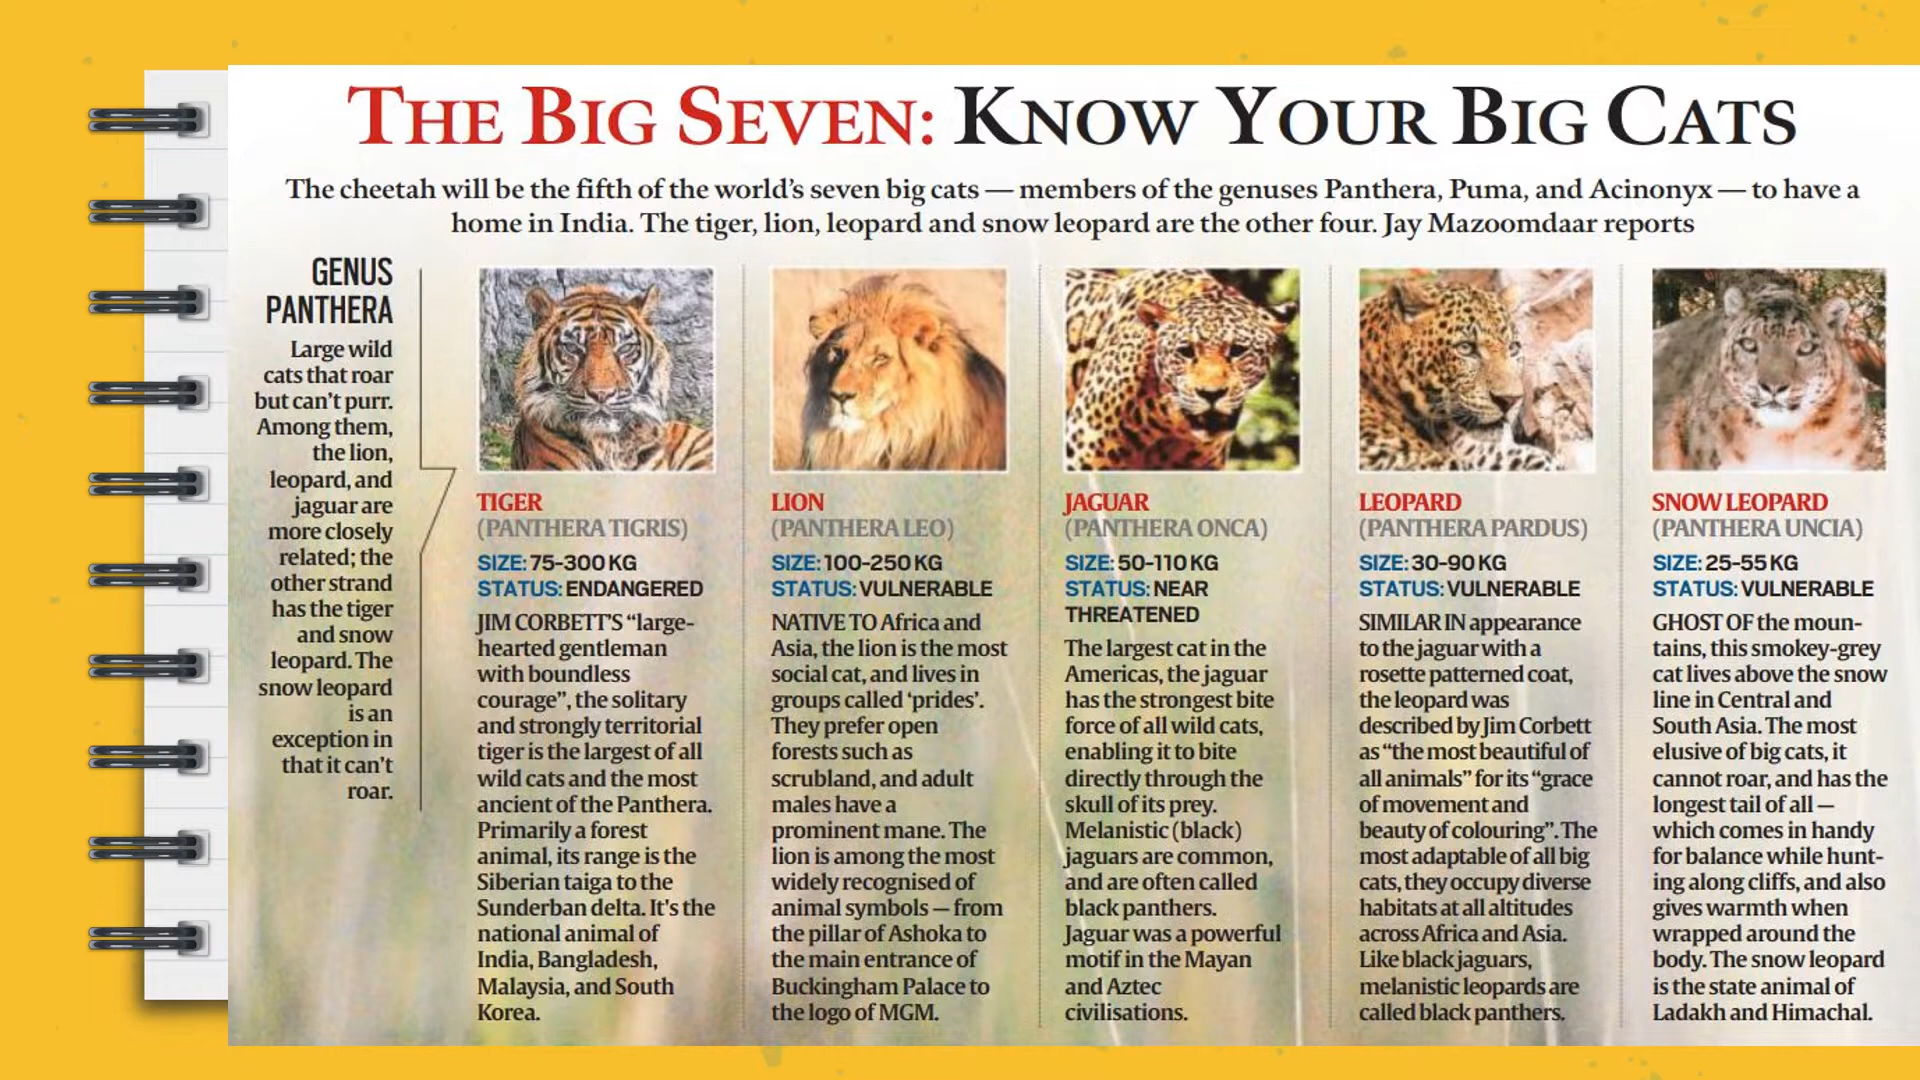 THE BIG SEVEN: KNOW YOUR BIG CATS
The cheetah will be the fifth of the world's seven big cats — members of the genuses Panthera, Puma, and Acinonyx — to have a
home in India. The tiger, lion, leopard and snow leopard are the other four. Jay Mazoomdaar reports
GENUS
PANTHERA
Large wild
cats that roar
but can't purr.
Among them,
the lion,
leopard, and
jaguar are
more closely
related; the
other strand
has the tiger
and snow
leopard. The
snow leopard
is an
exception in
that it can't
roar.
TIGER
(PANTHERA TIGRIS)
SIZE: 75-300 KG
STATUS: ENDANGERED
JIM CORBETT'S “large-
hearted gentleman
with boundless
courage”, the solitary
and strongly territorial
tiger is the largest of all
wild cats and the most
ancient of the Panthera.
Primarily a forest
animal, its range is the
Siberian taiga to the
Sunderban delta. It's the
national animal of
India, Bangladesh,
Malaysia, and South
Korea.
LION
(PANTHERA LEO)
SIZE: 100-250 KG
STATUS: VULNERABLE
NATIVE TO Africa and
Asia, the lion is the most
social cat, and lives in
groups called ‘prides’.
They prefer open
forests such as
scrubland, and adult
males have a
prominent mane. The
lion is among the most
widely recognised of
animal symbols — from
the pillar of Ashoka to
the main entrance of
Buckingham Palace to
the logo of MGM.
JAGUAR
(PANTHERA ONCA)
SIZE: 50-110 KG
STATUS: NEAR
THREATENED
The largest cat in the
Americas, the jaguar
has the strongest bite
force of all wild cats,
enabling it to bite
directly through the
skull of its prey.
Melanistic (black)
jaguars are common,
and are often called
black panthers.
Jaguar was a powerful
motif in the Mayan
and Aztec
civilisations.
LEOPARD
(PANTHERA PARDUS)
SIZE: 30-90 KG
STATUS: VULNERABLE
SIMILAR IN appearance
to the jaguar with a
rosette patterned coat,
the leopard was
described by Jim Corbett
as “the most beautiful of
all animals” for its “grace
of movement and
beauty of colouring”. The
most adaptable of all big
cats, they occupy diverse
habitats at all altitudes
across Africa and Asia.
Like black jaguars,
melanistic leopards are
called black panthers.
SNOW LEOPARD
(PANTHERA UNCIA)
SIZE: 25-55 KG
STATUS: VULNERABLE
GHOST OF the moun-
tains, this smokey-grey
cat lives above the snow
line in Central and
South Asia. The most
elusive of big cats, it
cannot roar, and has the
longest tail of all —
which comes in handy
for balance while hunt-
ing along cliffs, and also
gives warmth when
wrapped around the
body. The snow leopard
is the state animal of
Ladakh and Himachal.